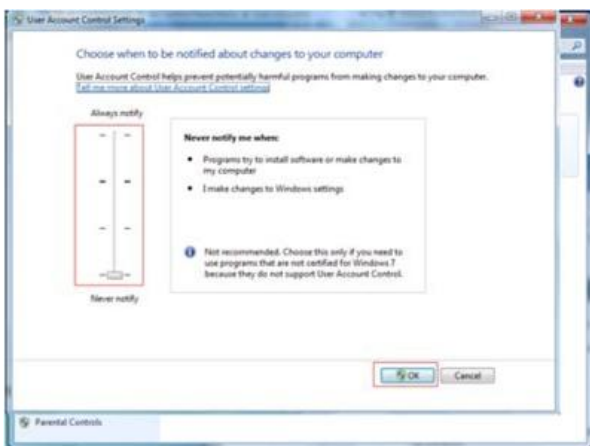 User Account Control Settings
Choose when to be notified about changes to your computer
User Account Control helps prevent potentially harmful programs from making changes to your computer.
Tell me more about User Account Control settings
Always notify
Never notify me when:
Programs try to install software or make changes to
my computer
I make changes to Windows settings
Not recommended. Choose this only if you need to
use programs that are not certified for Windows 7
because they do not support User Account Control.
Never notify
OK
Cancel
Parental Controls